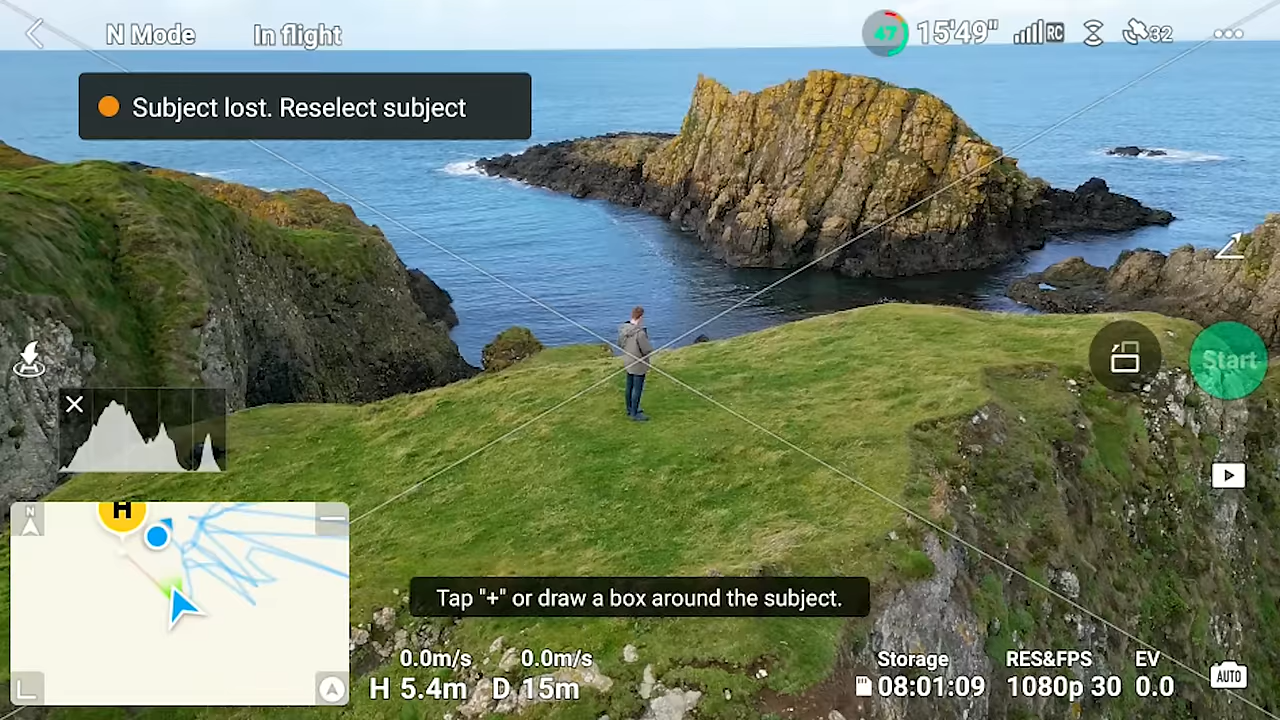 N Mode
In flight
47
15'49"
RC
32
Subject lost. Reselect subject
Start
N
H
Tap "+" or draw a box around the subject.
0.0m/s 0.0m/s
H 5.4m D 15m
Storage
08:01:09
RES&FPS
1080p 30
EV
0.0
AUTO